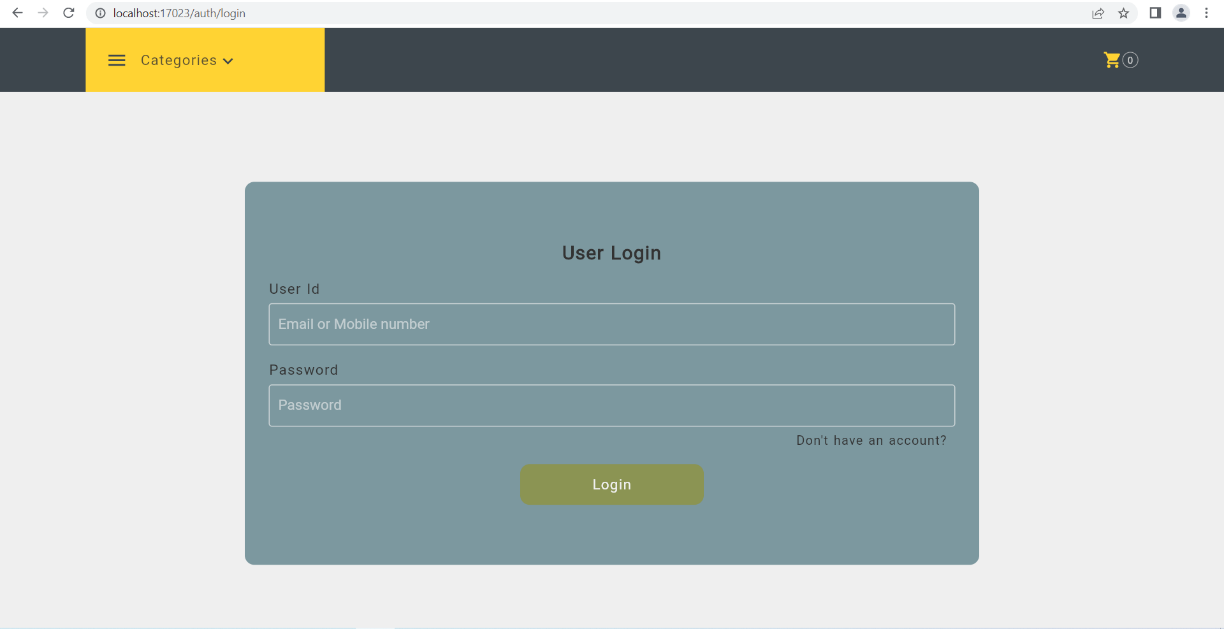 localhost:17023/auth/login
Categories
0
User Login
User Id
Email or Mobile number
Password
Password
Don't have an account?
Login